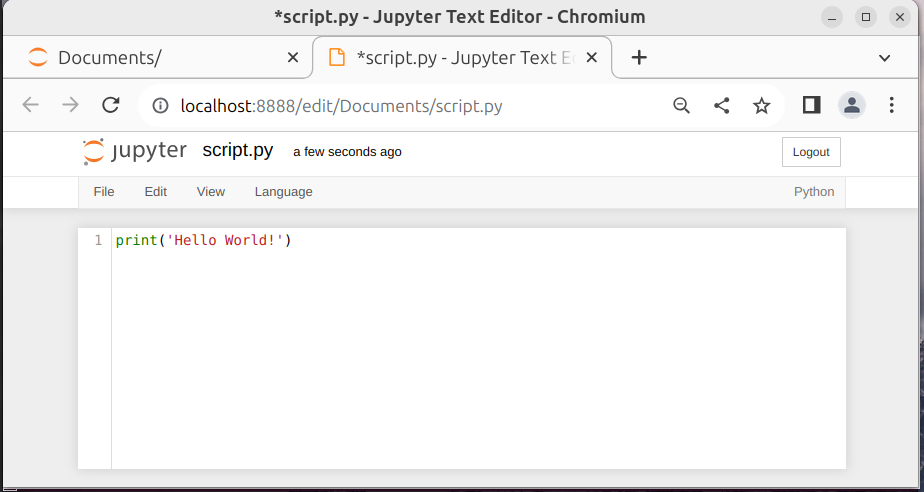 *script.py - Jupyter Text Editor - Chromium
Documents/
*script.py - Jupyter Text E
localhost:8888/edit/Documents/script.py
jupyter script.py a few seconds ago Logout
File Edit View Language Python
1 print('Hello World!')